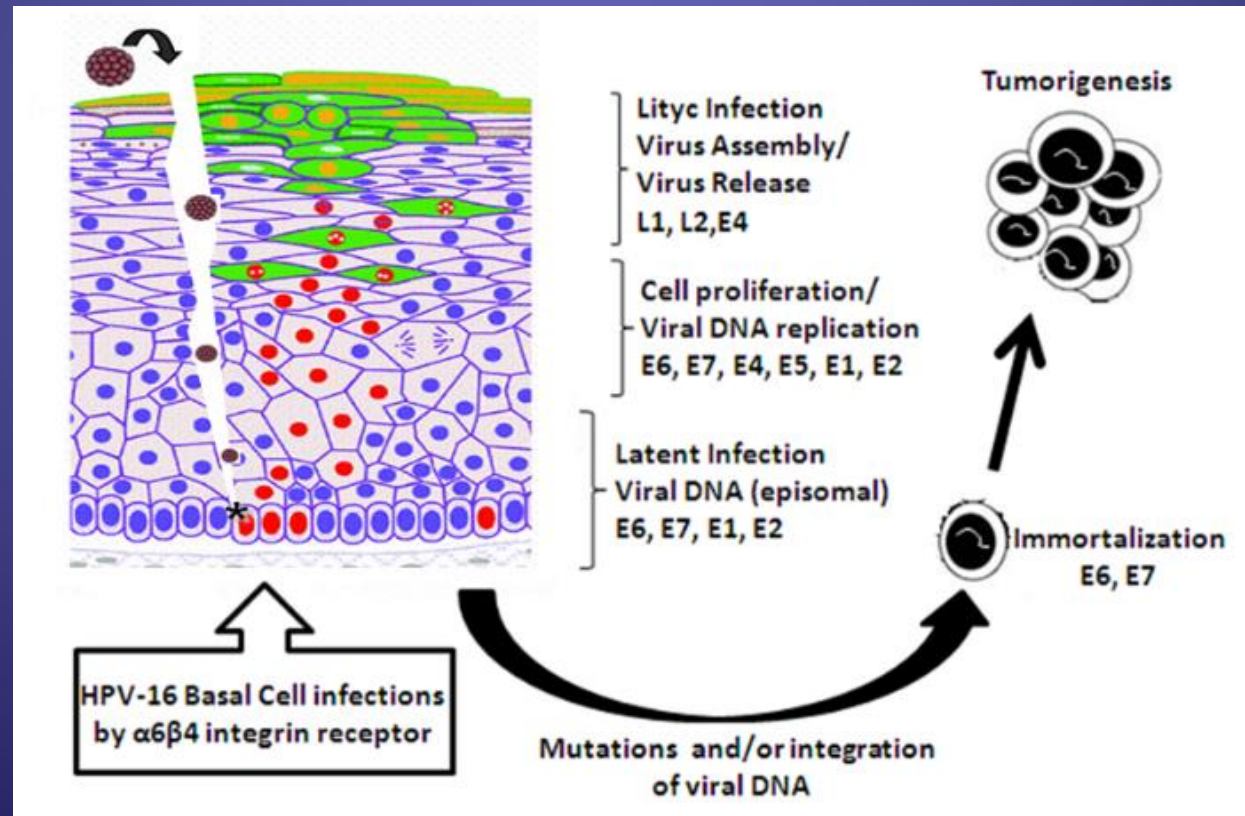 Lityc Infection
Virus Assembly/
Virus Release
L1, L2,E4
Cell proliferation/
Viral DNA replication
E6, E7, E4, E5, E1, E2
Latent Infection
Viral DNA (episomal)
E6, E7, E1, E2
*
HPV-16 Basal Cell infections
by α6β4 integrin receptor
Mutations and/or integration
of viral DNA
Immortalization
E6, E7
Tumorigenesis